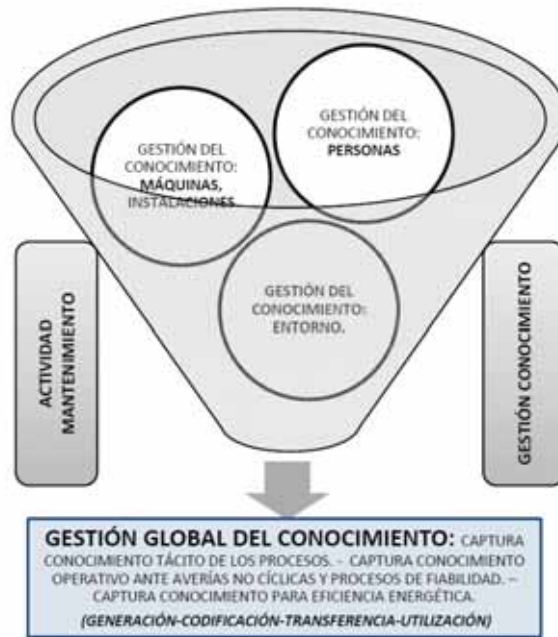 GESTIÓN DEL
CONOCIMIENTO:
PERSONAS
GESTIÓN DEL
CONOCIMIENTO:
MÁQUINAS,
INSTALACIONES
GESTIÓN DEL
CONOCIMIENTO:
ENTORNO.
ACTIVIDAD
MANTENIMIENTO
GESTIÓN CONOCIMIENTO
GESTIÓN GLOBAL DEL CONOCIMIENTO: CAPTURA
CONOCIMIENTO TÁCITO DE LOS PROCESOS. - CAPTURA CONOCIMIENTO
OPERATIVO ANTE AVERÍAS NO CÍCLICAS Y PROCESOS DE FIABILIDAD. –
CAPTURA CONOCIMIENTO PARA EFICIENCIA ENERGÉTICA.
(GENERACIÓN-CODIFICACIÓN-TRANSFERENCIA-UTILIZACIÓN)